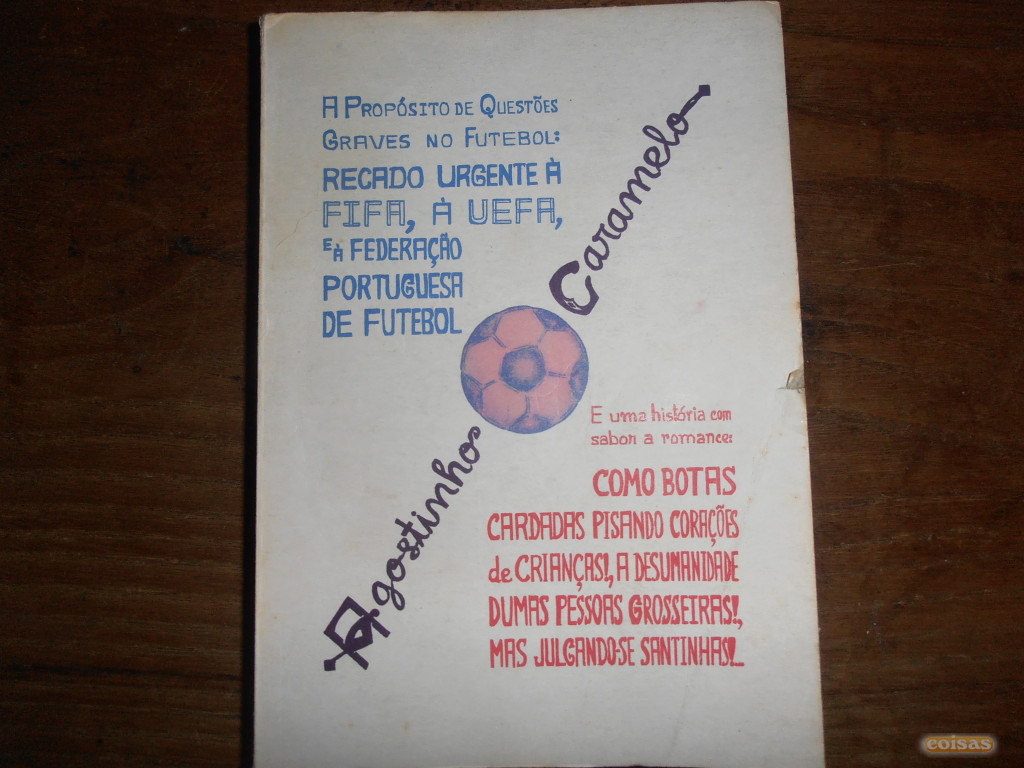 A PROPÓSITO DE QUESTÕES
GRAVES NO FUTEBOL:
RECADO URGENTE À
FIFA, À UEFA,
E À FEDERAÇÃO
PORTUGUESA
DE FUTEBOL
Agostinho Caramelo
E uma história com
sabor a romance:
COMO BOTAS
CARDADAS PISANDO CORAÇÕES
de CRIANÇAS!, A DESUMANIDADE
DUMAS PESSOAS GROSSEIRAS!,
MAS JULGANDO-SE SANTINHAS!...
coisas